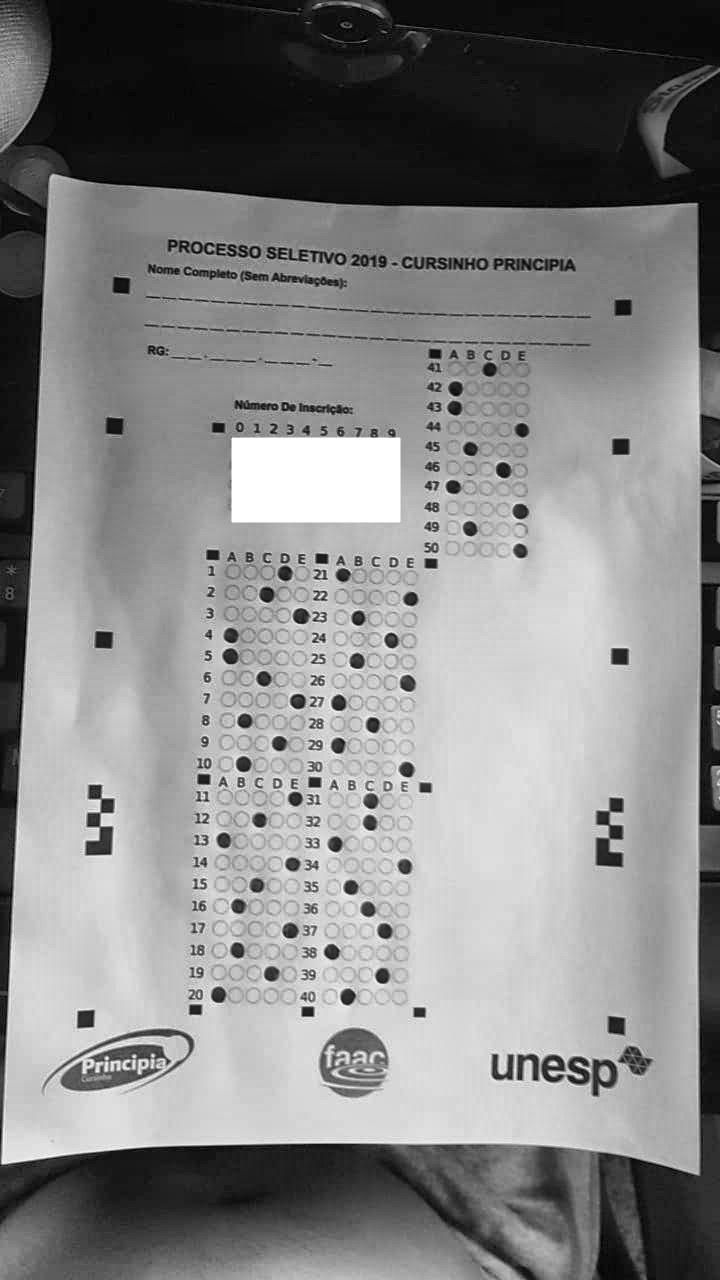 PROCESSO SELETIVO 2019 - CURSINHO PRINCIPIA
Nome Completo (Sem Abreviações):
RG:
Número De Inscrição:
0 1 2 3 4 5 6 7 8 9
A B C D E
41
42
43
44
45
46
47
48
49
50
A B C D E A B C D E
1 21
2 22
3 23
4 24
5 25
6 26
7 27
8 28
9 29
10 30
A B C D E A B C D E
11 31
12 32
13 33
14 34
15 35
16 36
17 37
18 38
19 39
20 40
Principia
Cursinho
faac
unesp